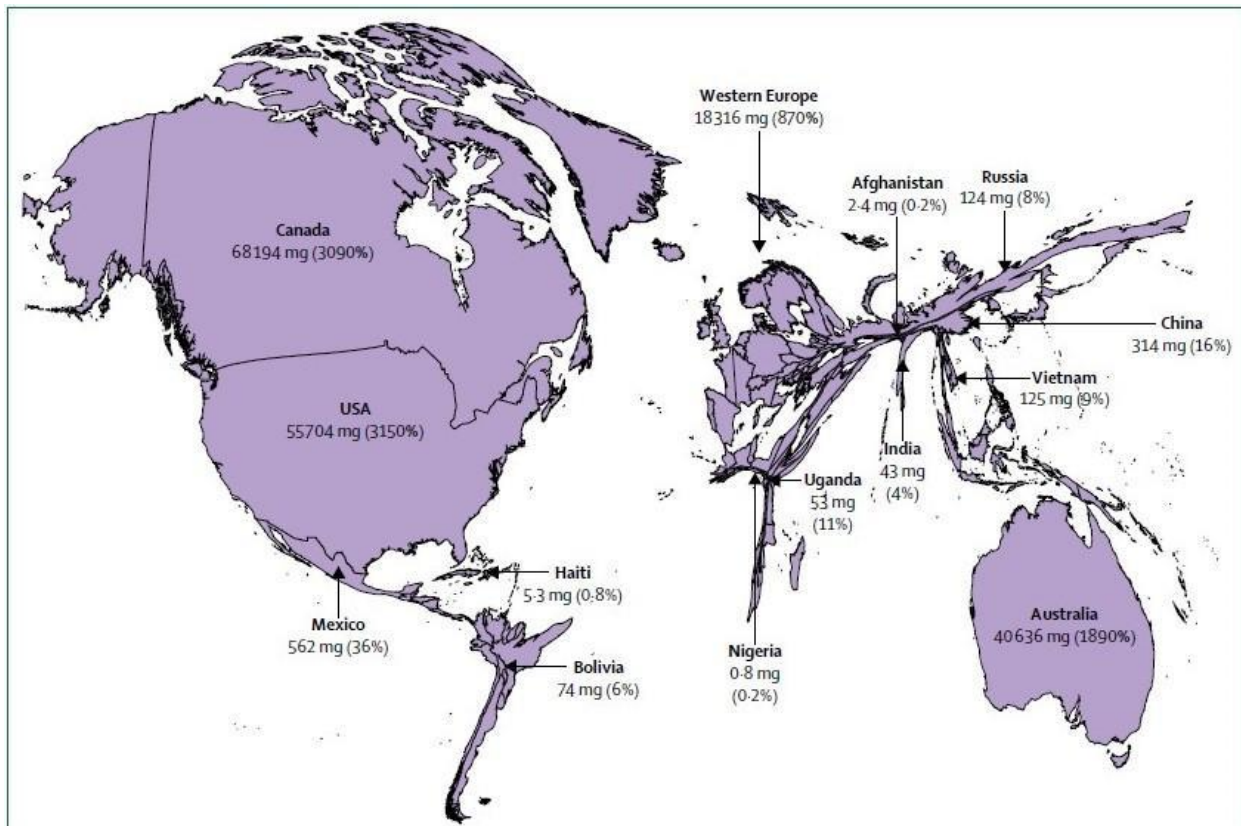 Western Europe
18316 mg (870%)
Afghanistan
2·4 mg (0·2%)
Russia
124 mg (8%)
Canada
68194 mg (3090%)
China
314 mg (16%)
Vietnam
125 mg (9%)
USA
55704 mg (3150%)
India
43 mg
(4%)
Uganda
53 mg
(11%)
Haiti
5·3 mg (0·8%)
Mexico
562 mg (36%)
Bolivia
74 mg (6%)
Nigeria
0·8 mg
(0·2%)
Australia
40636 mg (1890%)